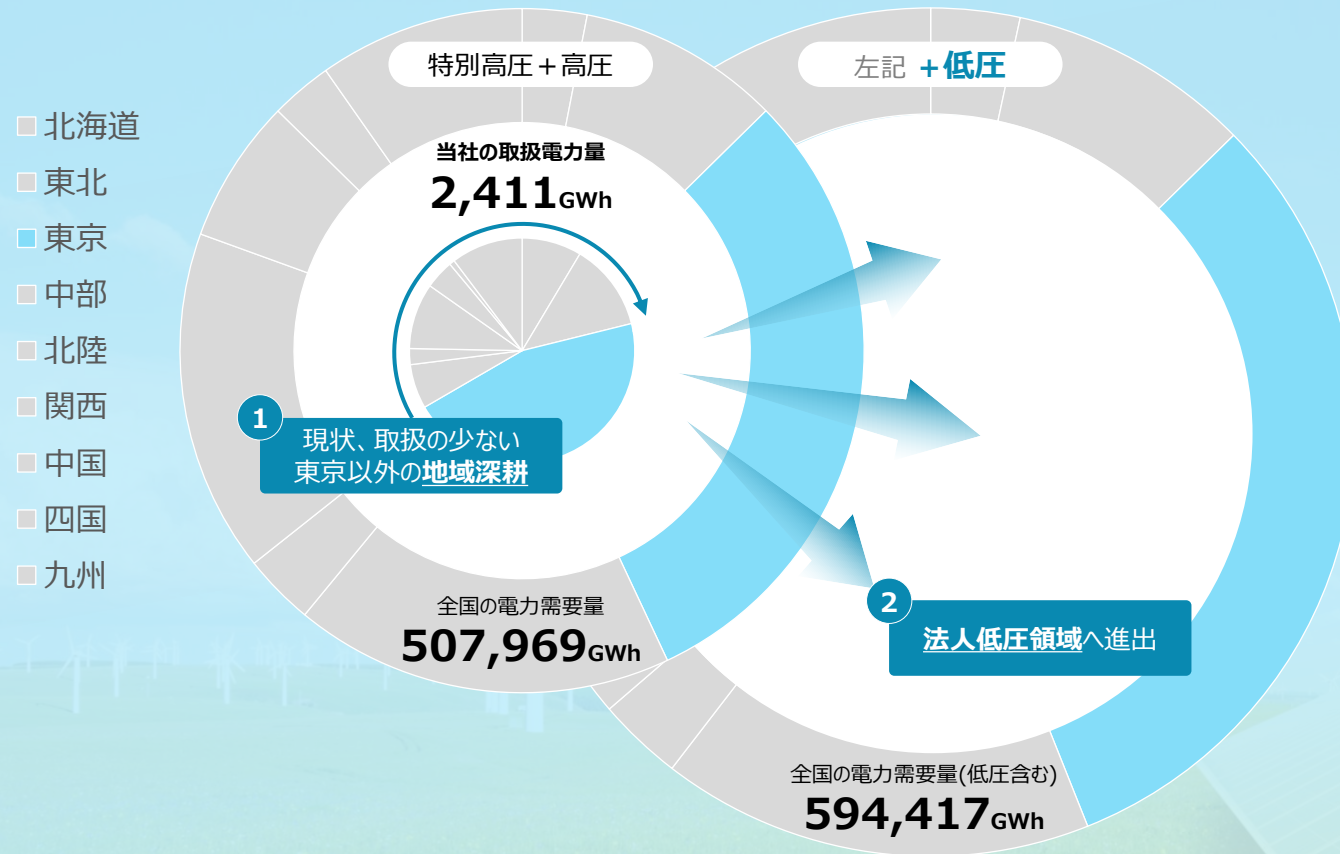 特別高圧+高圧
左記 +低圧
北海道
東北
東京
中部
北陸
関西
中国
四国
九州
当社の取扱電力量
2,411GWh
1
現状、取扱の少ない
東京以外の地域深耕
全国の電力需要量
507,969GWh
2
法人低圧領域へ進出
全国の電力需要量(低圧含む)
594,417GWh